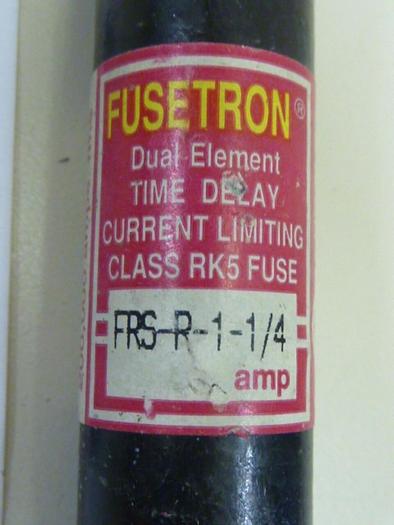 FUSETRON®
Dual Element
TIME DELAY
CURRENT LIMITING
CLASS RK5 FUSE
FRS-R-1-1/4
amp